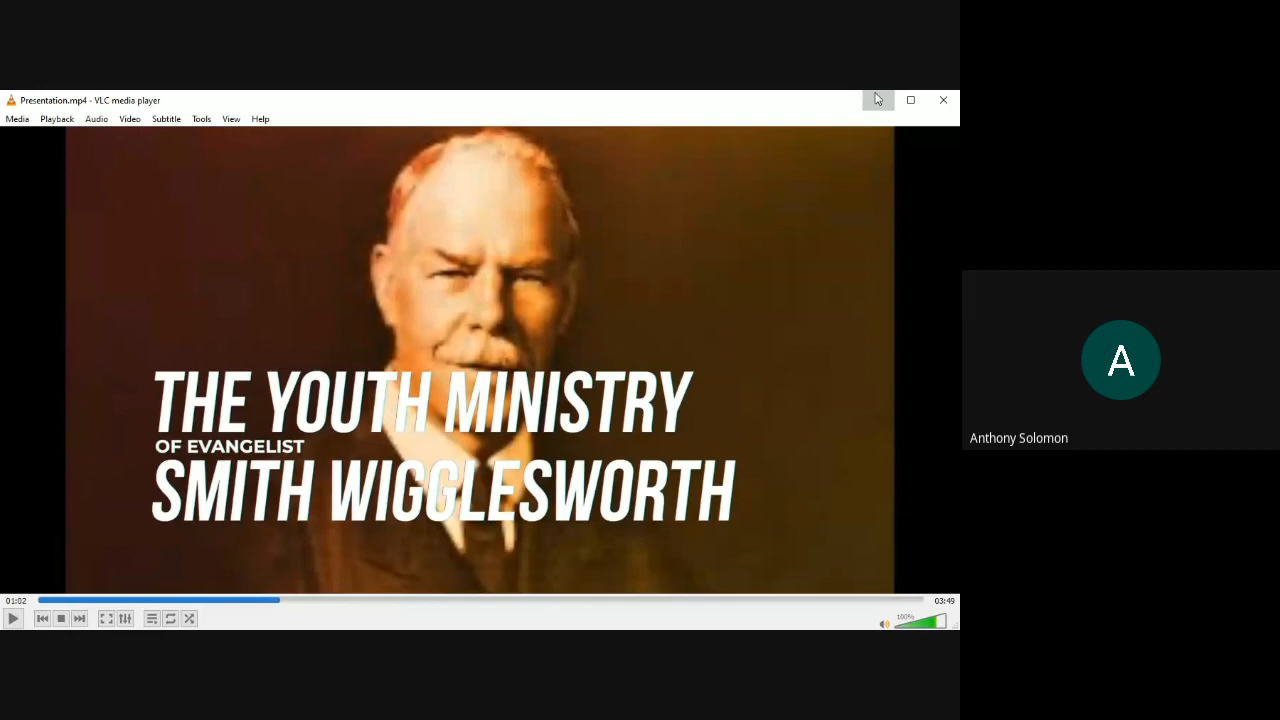 Presentation.mp4 - VLC media player
Media Playback Audio Video Subtitle Tools View Help
THE YOUTH MINISTRY
OF EVANGELIST
SMITH WIGGLESWORTH
A
Anthony Solomon
01:02
03:49
100%